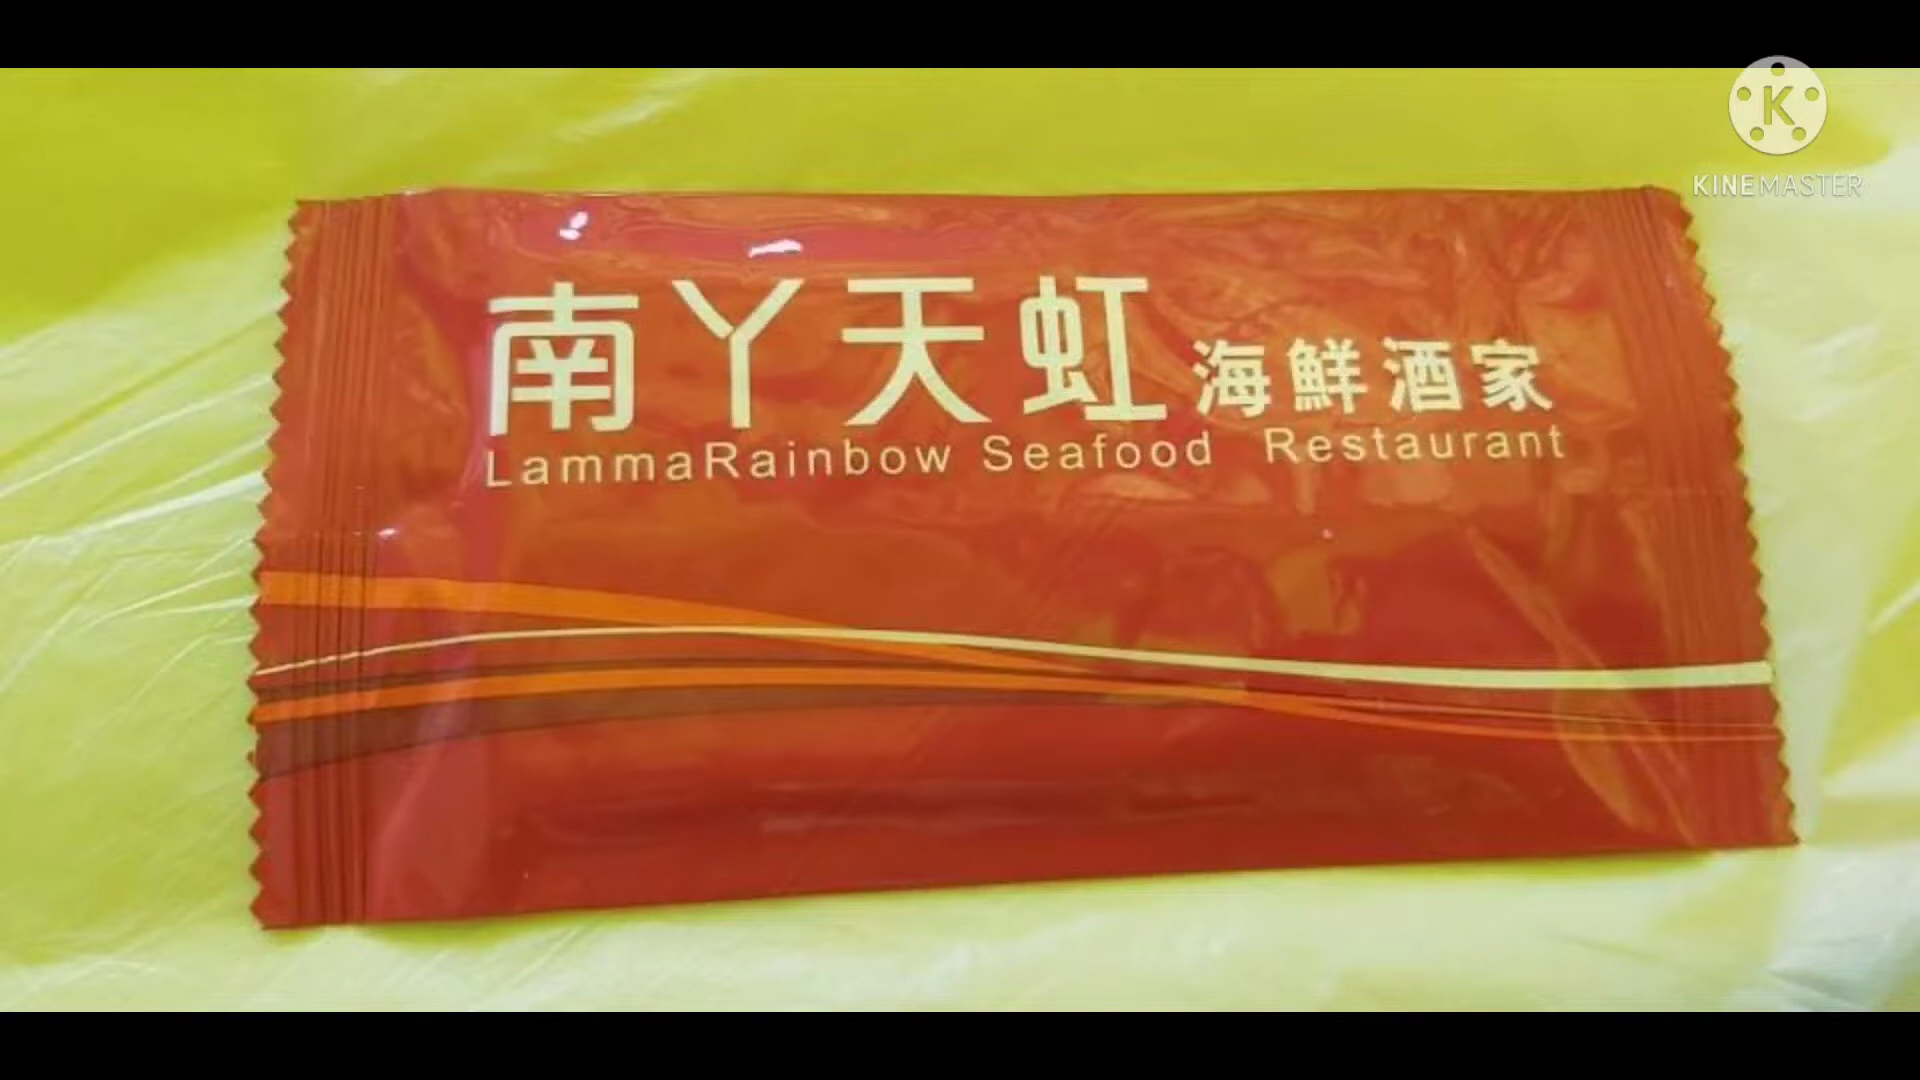 K
KINEMASTER
南丫天虹 海鮮酒家
LammaRainbow Seafood Restaurant